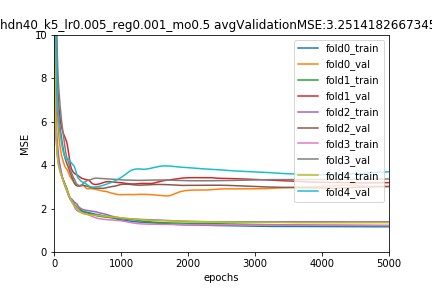 hdn40_k5_lr0.005_reg0.001_mo0.5 avgValidationMSE:3.2514182667345
10
8
6
4
2
0
MSE
0
1000
2000
3000
4000
5000
epochs
fold0_train
fold0_val
fold1_train
fold1_val
fold2_train
fold2_val
fold3_train
fold3_val
fold4_train
fold4_val